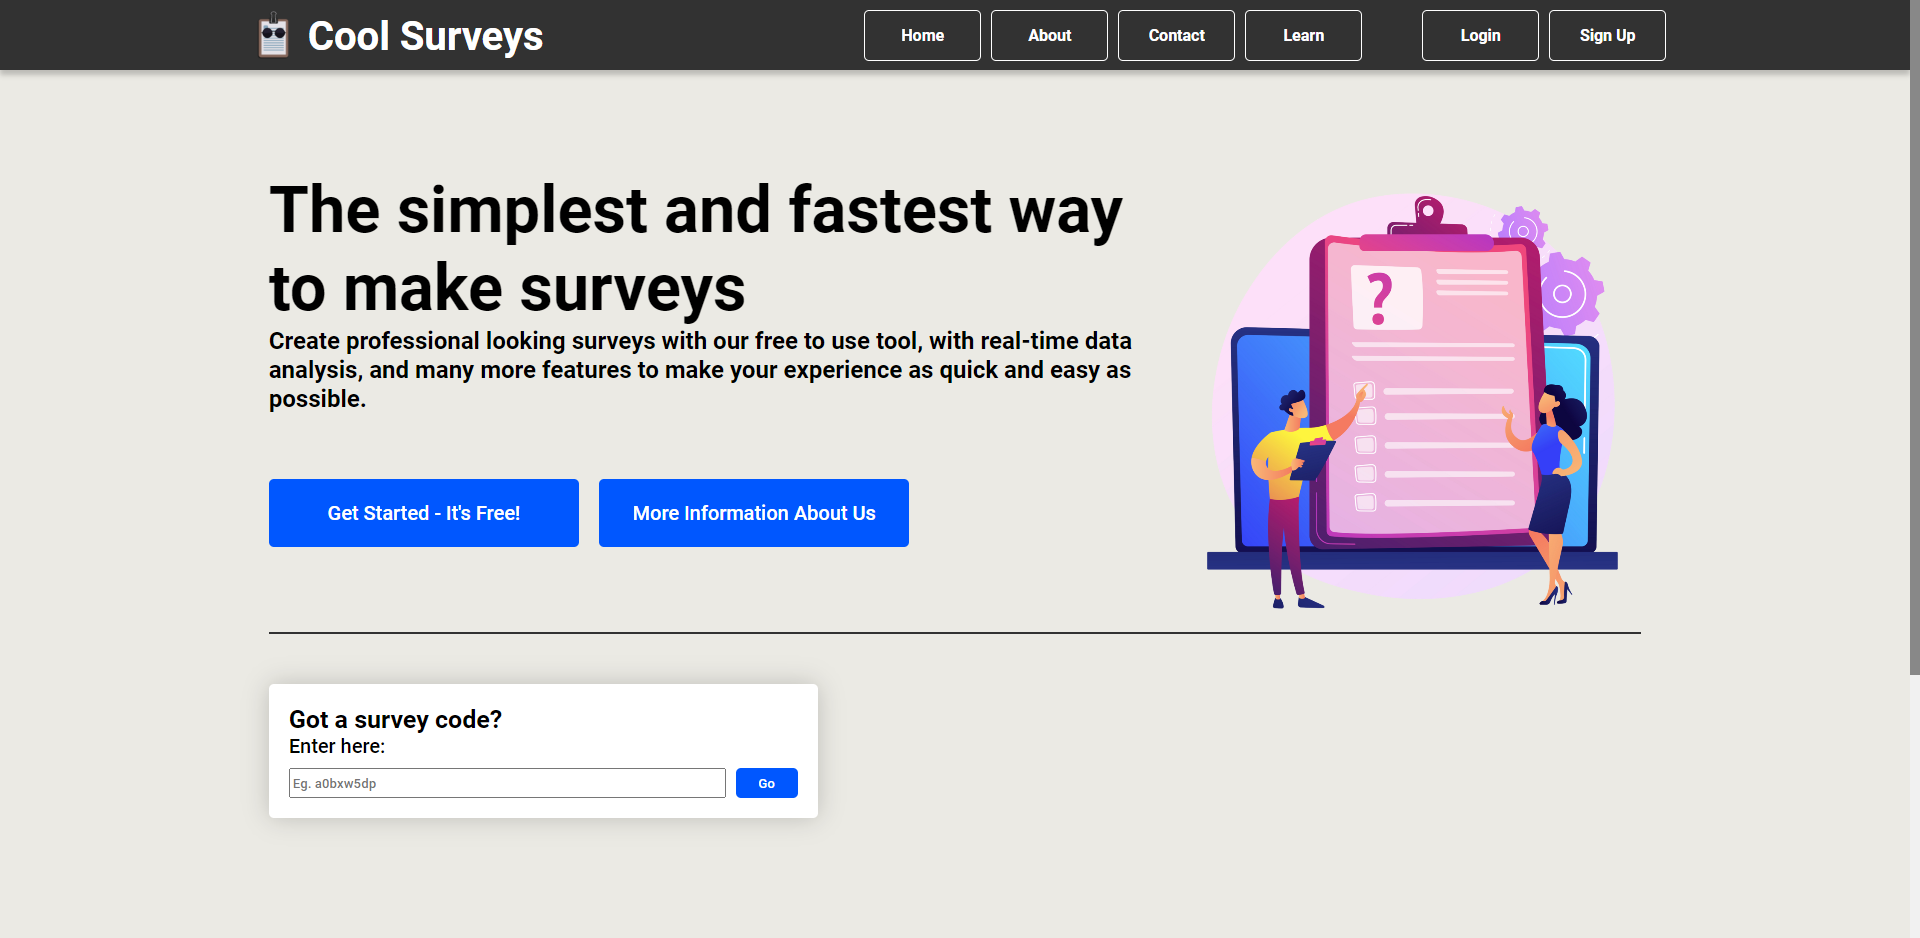 Cool Surveys
Home
About
Contact
Learn
Login
Sign Up
The simplest and fastest way
to make surveys
Create professional looking surveys with our free to use tool, with real-time data
analysis, and many more features to make your experience as quick and easy as
possible.
Get Started - It's Free!
More Information About Us
?
Got a survey code?
Enter here:
Eg. a0bxw5dp
Go